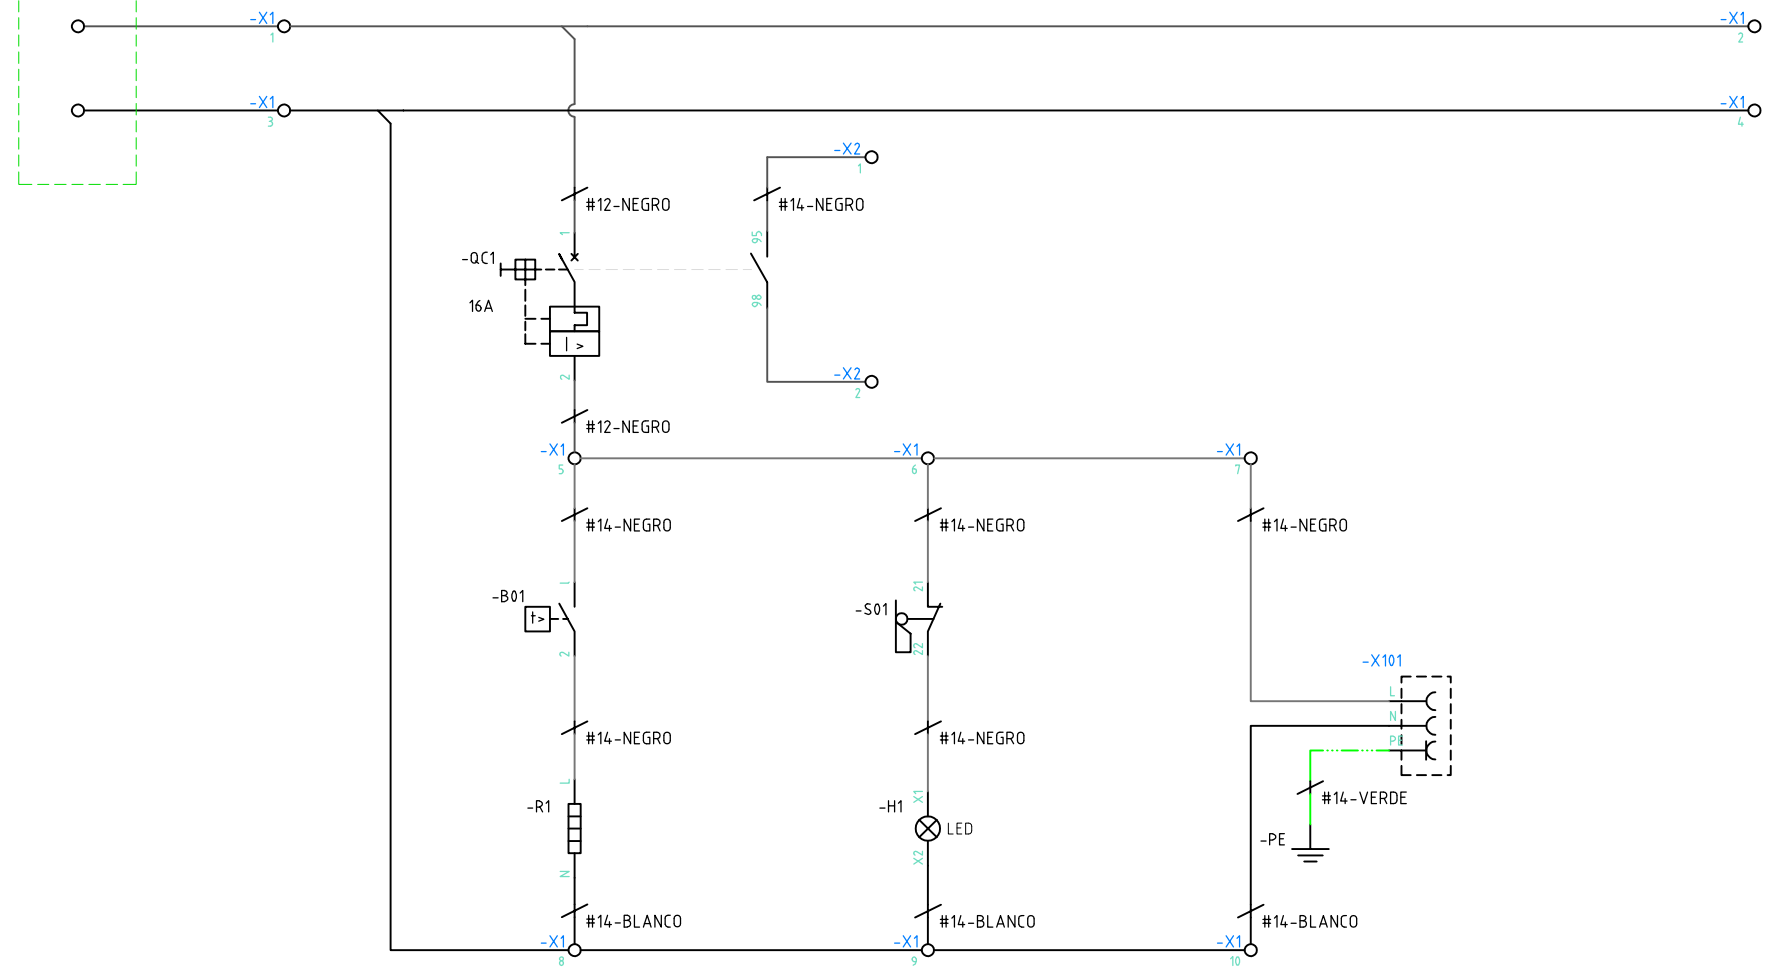 -X1
1
-X1
2
-X1
3
-X1
4
-X2
1
#12-NEGRO
#14-NEGRO
1
95
-QC1
16A
98
2
-X2
2
#12-NEGRO
-X1
5
-X1
6
-X1
7
#14-NEGRO
#14-NEGRO
#14-NEGRO
1
21
-B01
t>
-S01
2
22
-X101
L
N
PE
#14-NEGRO
#14-NEGRO
L
X1
-R1
-H1
LED
#14-VERDE
-PE
X2
N
I >
#14-BLANCO
#14-BLANCO
#14-BLANCO
-X1
8
-X1
9
-X1
10